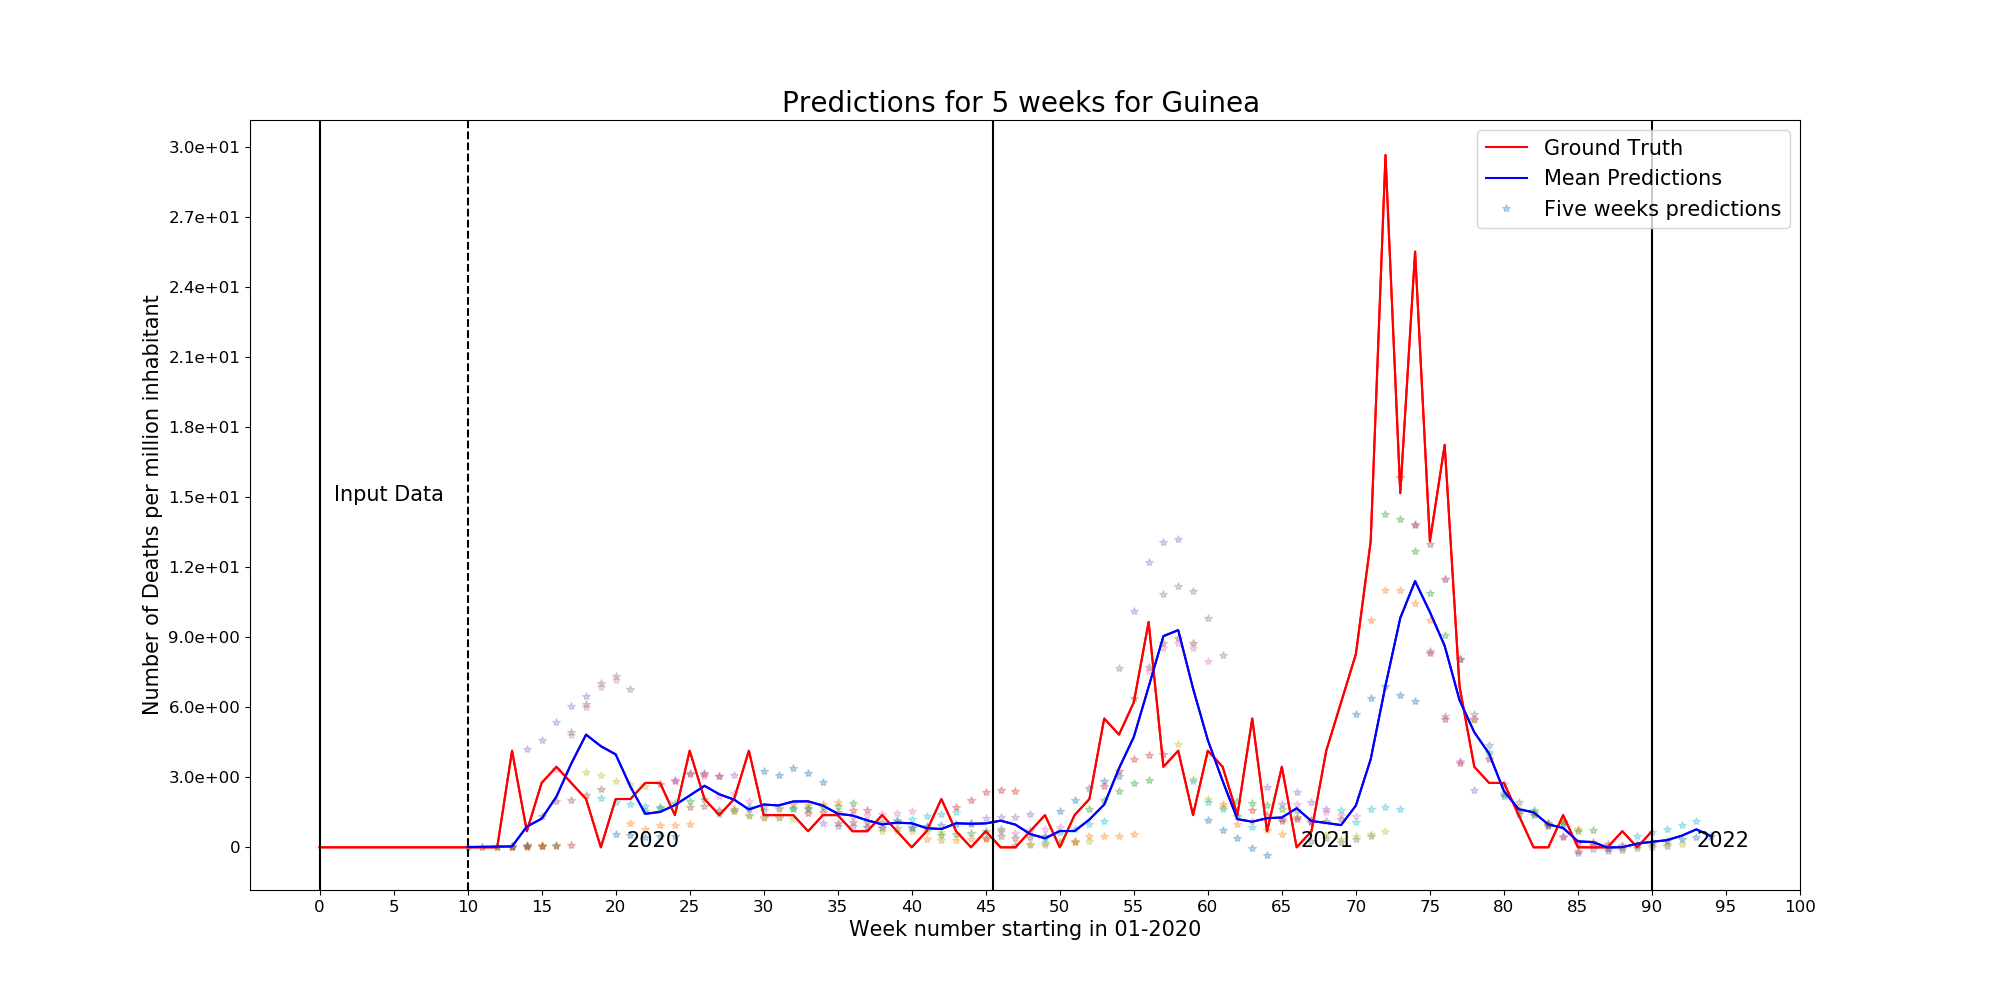 Predictions for 5 weeks for Guinea
Number of Deaths per million inhabitant
3.0e+01
2.7e+01
2.4e+01
2.1e+01
1.8e+01
1.5e+01
1.2e+01
9.0e+00
6.0e+00
3.0e+00
0
Ground Truth
Mean Predictions
Five weeks predictions
Input Data
2020
2021
2022
0 5 10 15 20 25 30 35 40 45 50 55 60 65 70 75 80 85 90 95 100
Week number starting in 01-2020